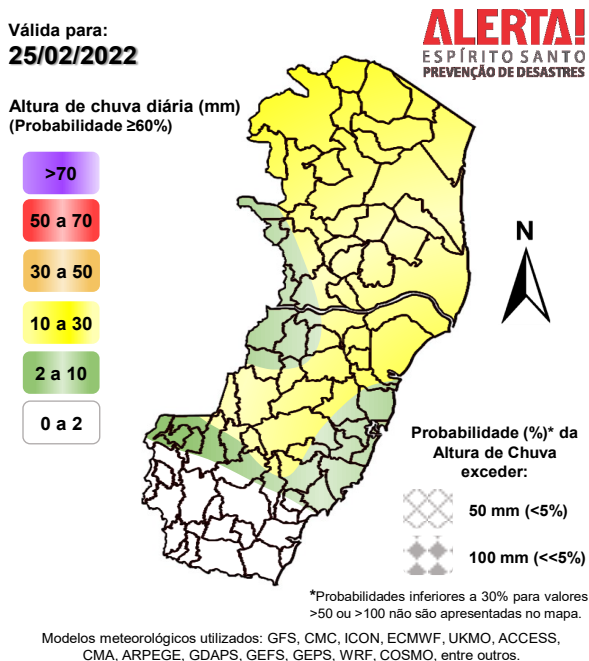 Válida para:
25/02/2022
ALERTA!
ESPÍRITO SANTO
PREVENÇÃO DE DESASTRES
Altura de chuva diária (mm)
(Probabilidade ≥60%)
>70
50 a 70
30 a 50
10 a 30
2 a 10
0 a 2
N
Probabilidade (%)* da
Altura de Chuva
exceder:
50 mm (<5%)
100 mm (<<5%)
*Probabilidades inferiores a 30% para valores
>50 ou >100 não são apresentadas no mapa.
Modelos meteorológicos utilizados: GFS, CMC, ICON, ECMWF, UKMO, ACCESS,
CMA, ARPEGE, GDAPS, GEFS, GEPS, WRF, COSMO, entre outros.